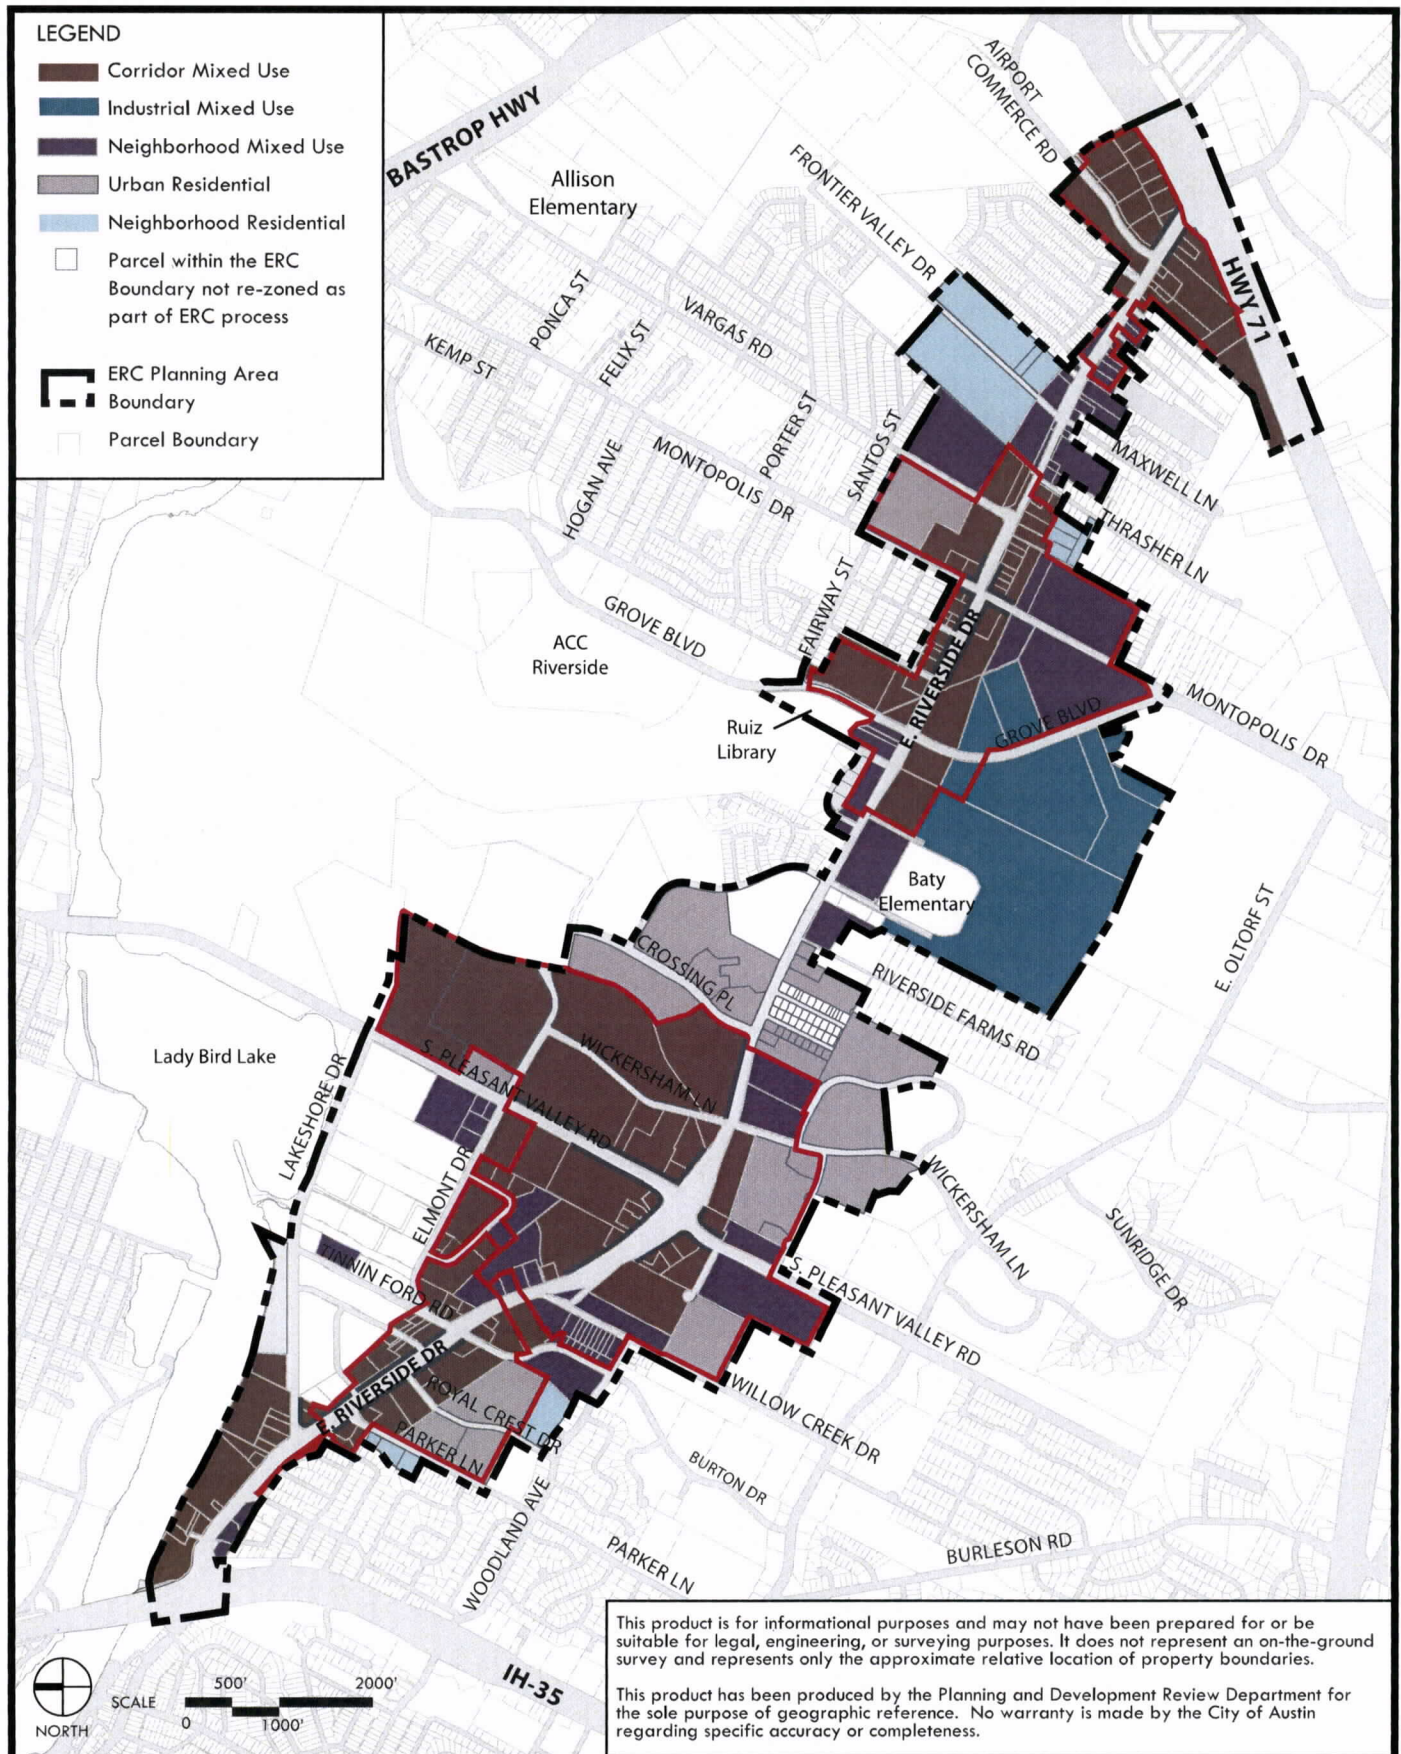 LEGEND
Corridor Mixed Use
Industrial Mixed Use
Neighborhood Mixed Use
Urban Residential
Neighborhood Residential
Parcel within the ERC
Boundary not re-zoned as
part of ERC process
ERC Planning Area
Boundary
Parcel Boundary
BASTROP HWY
AIRPORT
COMMERCE RD
Allison
Elementary
FRONTIER VALLEY DR
HWY 71
PONCA ST
VARGAS RD
FELIX ST
KEMP ST
PORTER ST
SANTOS ST
HOGAN AVE
MONTOPOLIS DR
MAXWELL LN
THRASHER LN
FAIRWAY ST
GROVE BLVD
ACC
Riverside
E. RIVERSIDE DR
MONTOPOLIS DR
GROVE BLVD
Ruiz
Library
Baty
Elementary
E. OLTORF ST
CROSSING PL
RIVERSIDE FARMS RD
Lady Bird Lake
LAKESHORE DR
WICKERSHAM LN
S. PLEASANT VALLEY RD
ELMONT DR
WICKERSHAM LN
SUNRIDGE DR
TINNIN FORD RD
S. PLEASANT VALLEY RD
E. RIVERSIDE DR
ROYAL CREST DR
PARKER LN
WILLOW CREEK DR
BURTON DR
WOODLAND AVE
PARKER LN
BURLESON RD
IH-35
NORTH
SCALE
500'
2000'
0
1000'
This product is for informational purposes and may not have been prepared for or be
suitable for legal, engineering, or surveying purposes. It does not represent an on-the-ground
survey and represents only the approximate relative location of property boundaries.
This product has been produced by the Planning and Development Review Department for
the sole purpose of geographic reference. No warranty is made by the City of Austin
regarding specific accuracy or completeness.